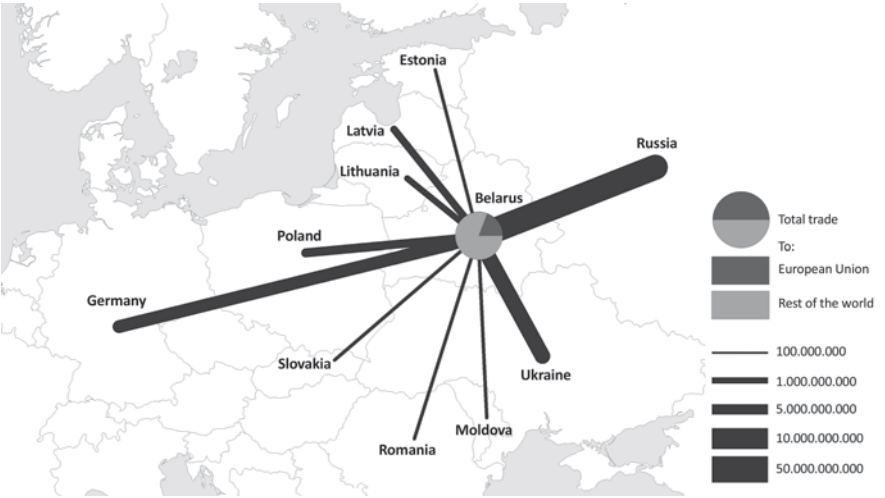 Estonia
Latvia
Russia
Lithuania
Belarus
Poland
Germany
Slovakia
Ukraine
Romania
Moldova
Total trade
To:
European Union
Rest of the world
100.000.000
1.000.000.000
5.000.000.000
10.000.000.000
50.000.000.000